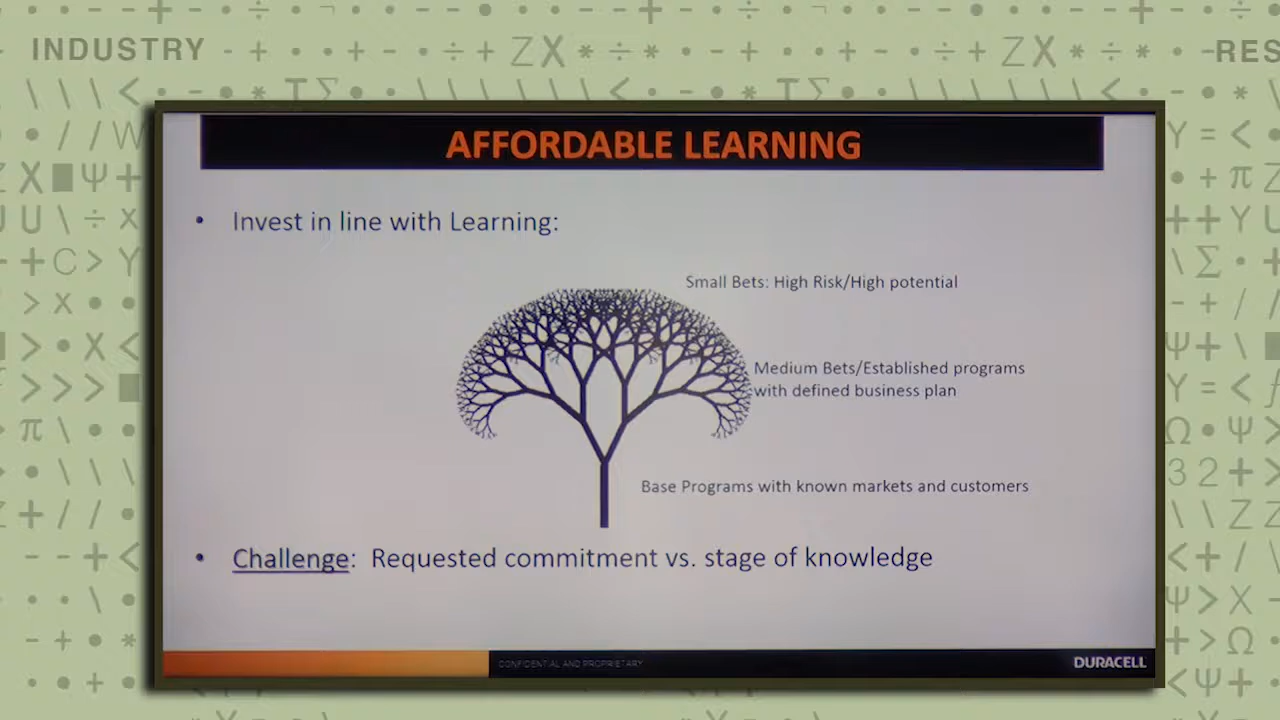 INDUSTRY
RES
AFFORDABLE LEARNING
• Invest in line with Learning:
Small Bets: High Risk/High potential
Medium Bets/Established programs
with defined business plan
Base Programs with known markets and customers
• Challenge: Requested commitment vs. stage of knowledge
CONFIDENTIAL AND PROPRIETARY
DURACELL